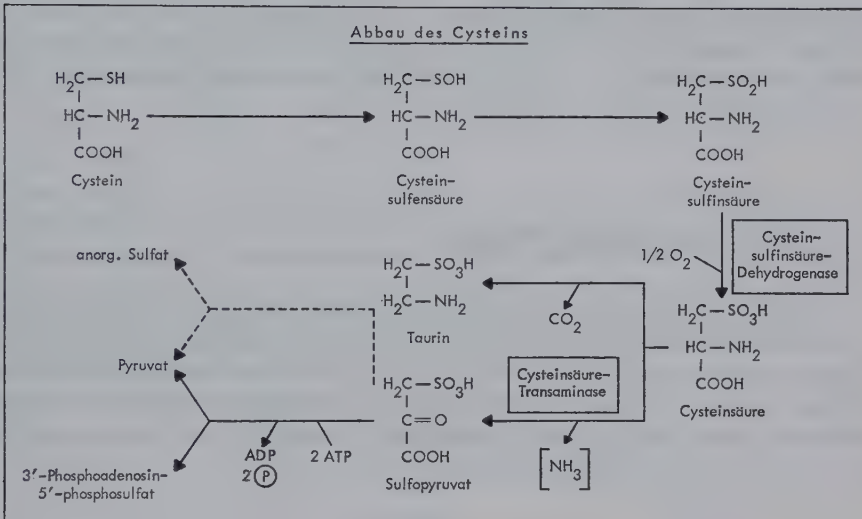 Abbau des Cysteins
H2C—SH
HC—NH2
COOH
Cystein
H2C—SOH
HC—NH2
COOH
Cystein-
sulfensäure
H2C—SO2H
HC—NH2
COOH
Cystein-
sulfinsäure
1/2 O2
Cystein-
sulfinsäure-
Dehydrogenase
H2C—SO3H
HC—NH2
COOH
Cysteinsäure
CO2
H2C—SO3H
H2C—NH2
Taurin
Cysteinsäure-
Transaminase
[NH3]
H2C—SO3H
C=O
COOH
Sulfopyruvat
anorg. Sulfat
Pyruvat
2 ATP
ADP
2 P
3'-Phosphoadenosin-
5'-phosphosulfat